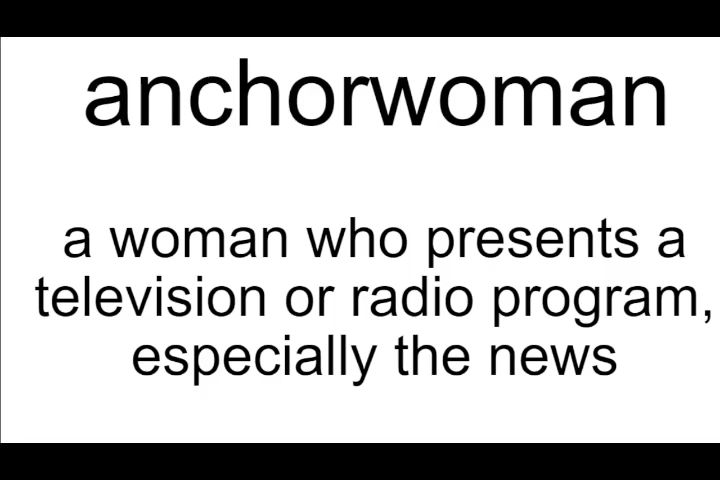 anchorwoman
a woman who presents a
television or radio program,
especially the news